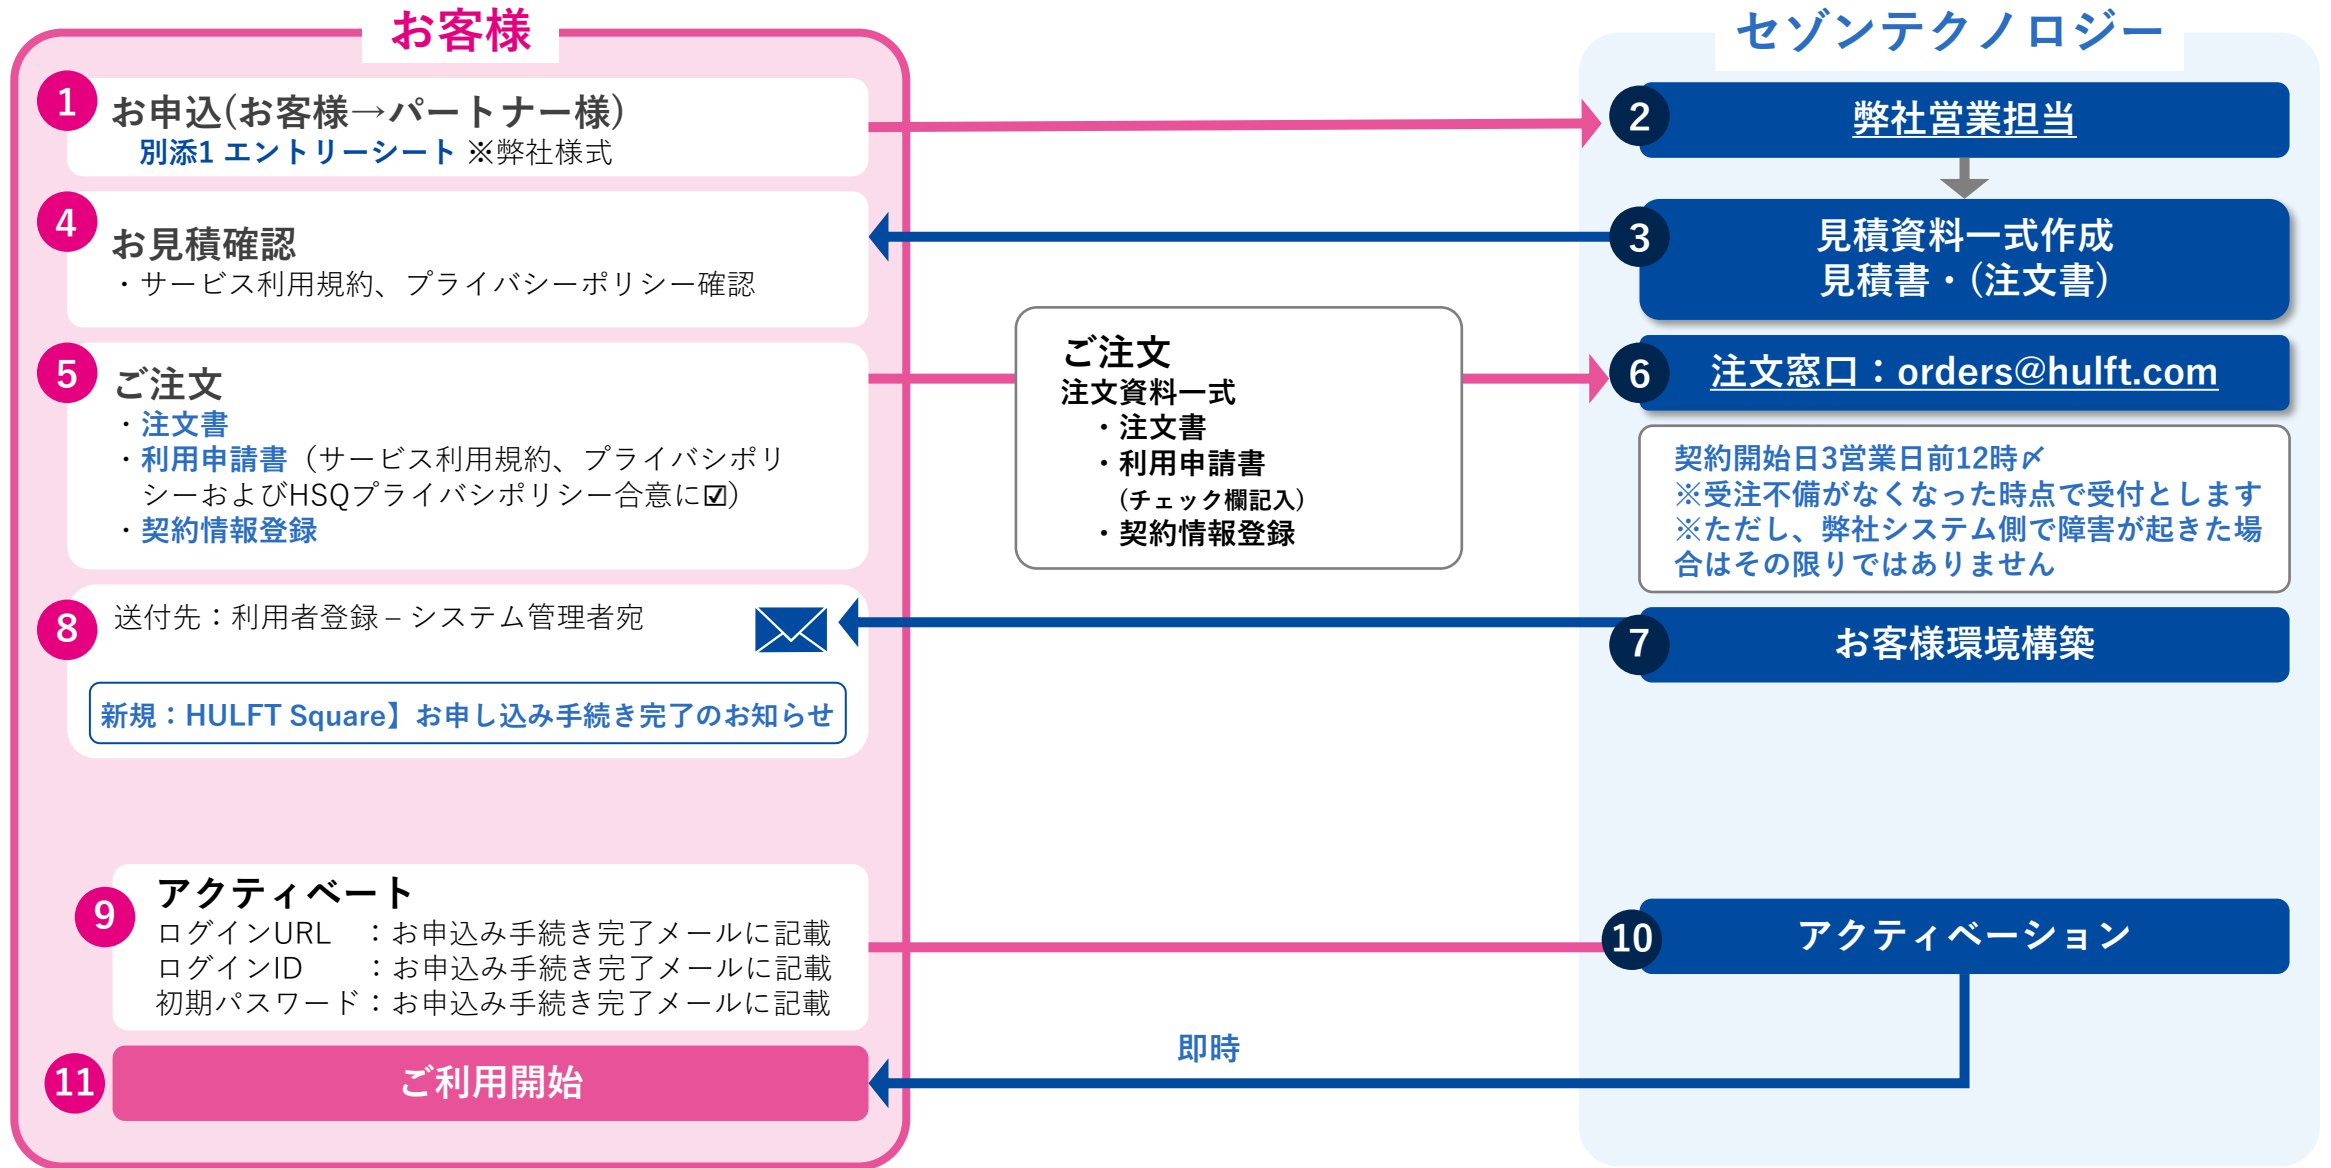 お客様
セゾンテクノロジー
1
お申込(お客様→パートナー様)
別添1 エントリーシート ※弊社様式
2
弊社営業担当
3
見積資料一式作成
見積書・(注文書)
4
お見積確認
・サービス利用規約、プライバシーポリシー確認
5
ご注文
・注文書
・利用申請書（サービス利用規約、プライバシポリ
シーおよびHSQプライバシポリシー合意に☑）
・契約情報登録
ご注文
注文資料一式
・注文書
・利用申請書
(チェック欄記入)
・契約情報登録
6
注文窓口：orders@hulft.com
契約開始日3営業日前12時〆
※受注不備がなくなった時点で受付とします
※ただし、弊社システム側で障害が起きた場
合はその限りではありません
7
お客様環境構築
8
送付先：利用者登録 – システム管理者宛
新規：HULFT Square】お申し込み手続き完了のお知らせ
9
アクティベート
ログインURL ：お申込み手続き完了メールに記載
ログインID ：お申込み手続き完了メールに記載
初期パスワード：お申込み手続き完了メールに記載
10
アクティベーション
即時
11
ご利用開始